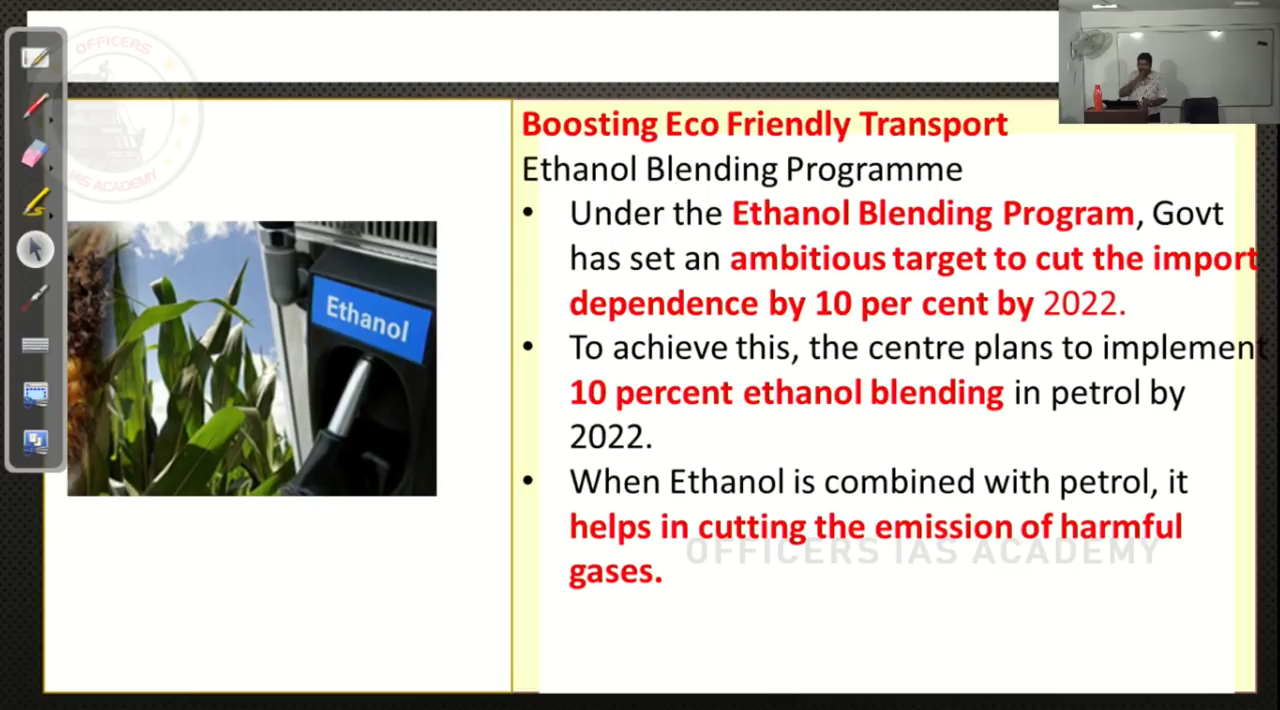 OFFICERS
IAS ACADEMY
Boosting Eco Friendly Transport
Ethanol Blending Programme
• Under the Ethanol Blending Program, Govt
has set an ambitious target to cut the import
dependence by 10 per cent by 2022.
• To achieve this, the centre plans to implement
10 percent ethanol blending in petrol by
2022.
• When Ethanol is combined with petrol, it
helps in cutting the emission of harmful
gases.
OFFICERS IAS ACADEMY
Ethanol